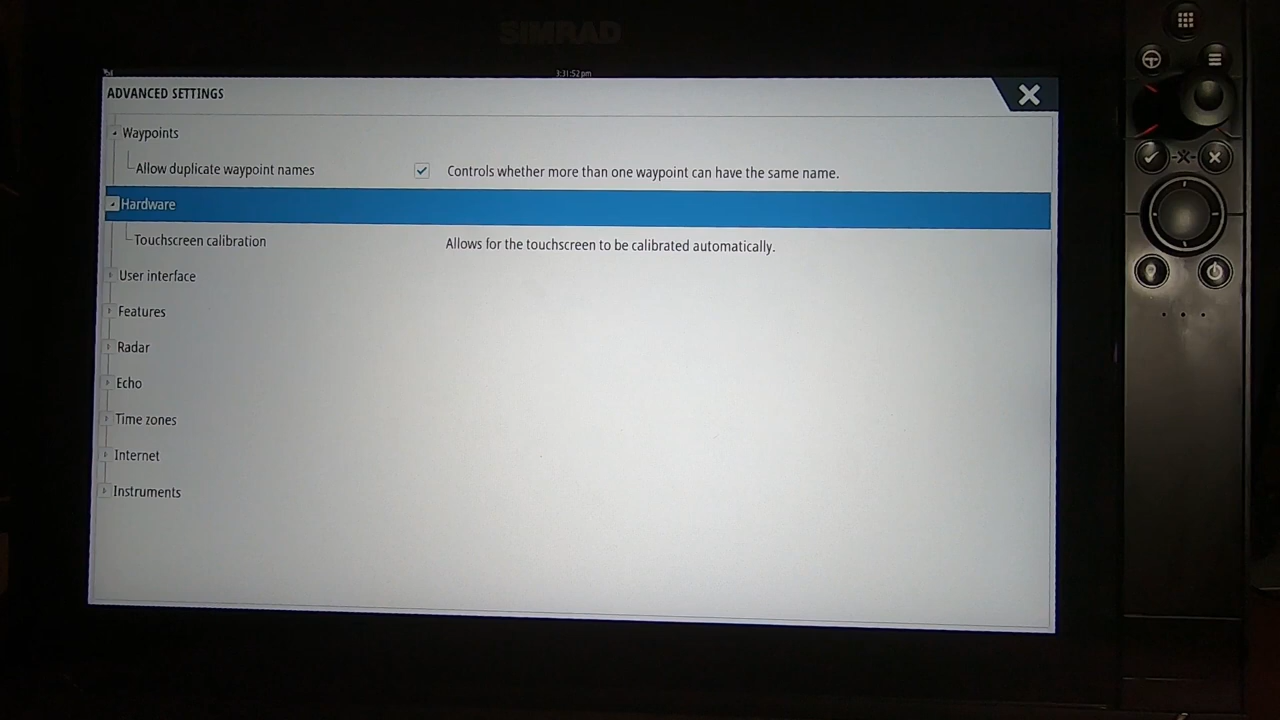 SIMRAD
3:31:52 pm
ADVANCED SETTINGS
Waypoints
Allow duplicate waypoint names Controls whether more than one waypoint can have the same name.
Hardware
Touchscreen calibration Allows for the touchscreen to be calibrated automatically.
User interface
Features
Radar
Echo
Time zones
Internet
Instruments